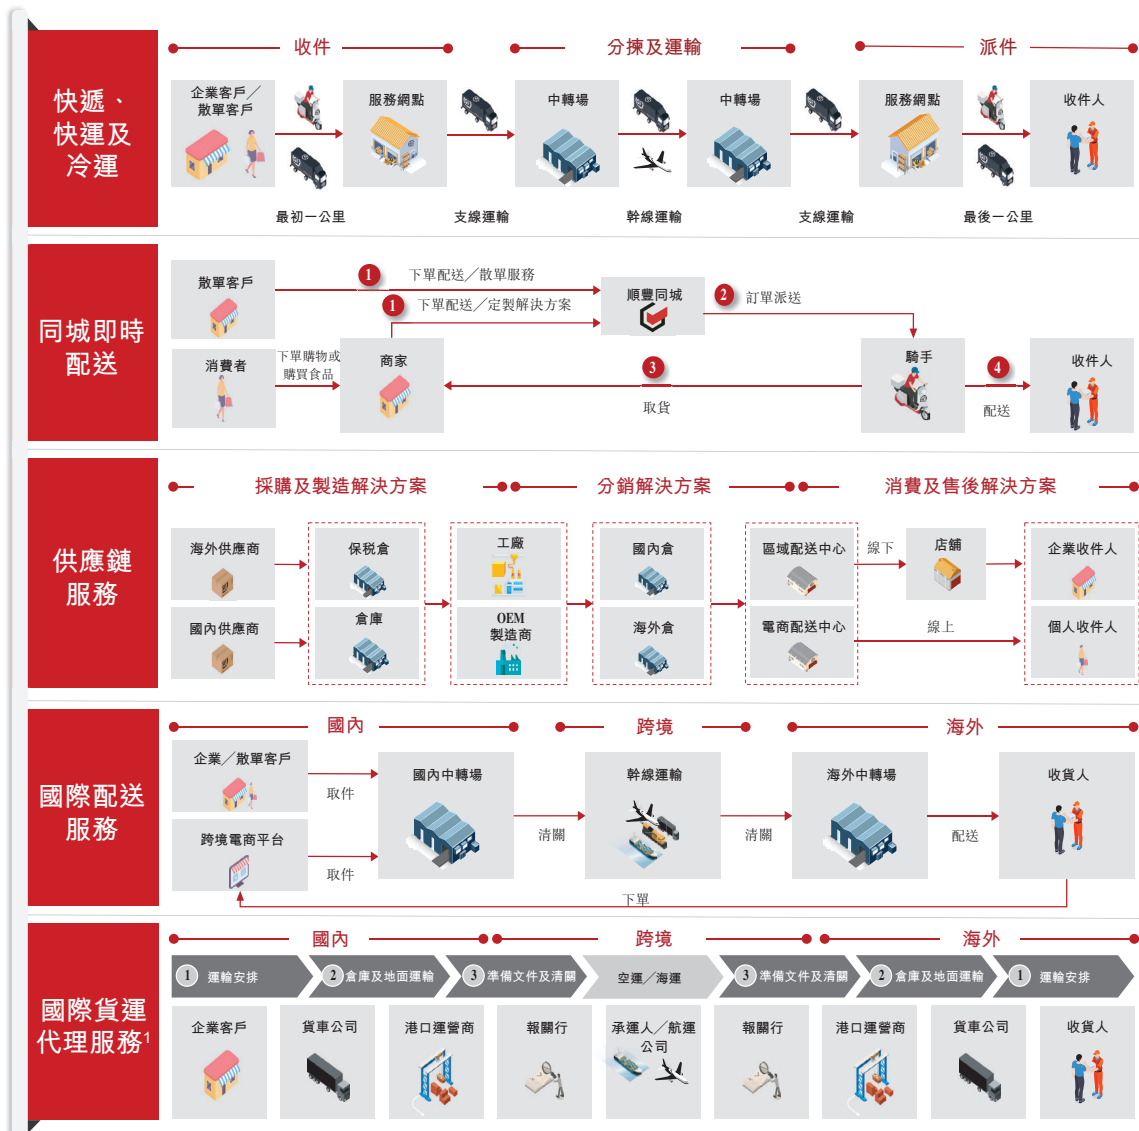 快遞、
快運及
冷運
收件
分揀及運輸
派件
企業客戶／
散單客戶
服務網點
中轉場
中轉場
服務網點
收件人
最初一公里
支線運輸
幹線運輸
支線運輸
最後一公里
同城即時
配送
散單客戶
1
下單配送／散單服務
1
下單配送／定製解決方案
順豐同城
2
訂單派送
消費者
下單購物或
購買食品
商家
3
取貨
騎手
4
配送
收件人
供應鏈
服務
採購及製造解決方案
分銷解決方案
消費及售後解決方案
海外供應商
保稅倉
工廠
國內倉
區域配送中心
線下
店舖
企業收件人
國內供應商
倉庫
OEM
製造商
海外倉
電商配送中心
線上
個人收件人
國際配送
服務
國內
跨境
海外
企業／散單客戶
取件
跨境電商平台
取件
國內中轉場
清關
幹線運輸
清關
海外中轉場
配送
收貨人
下單
國際貨運
代理服務1
國內
跨境
海外
1 運輸安排
2 倉庫及地面運輸
3 準備文件及清關
空運／海運
3 準備文件及清關
2 倉庫及地面運輸
1 運輸安排
企業客戶
貨車公司
港口運營商
報關行
承運人／航運
公司
報關行
港口運營商
貨車公司
收貨人